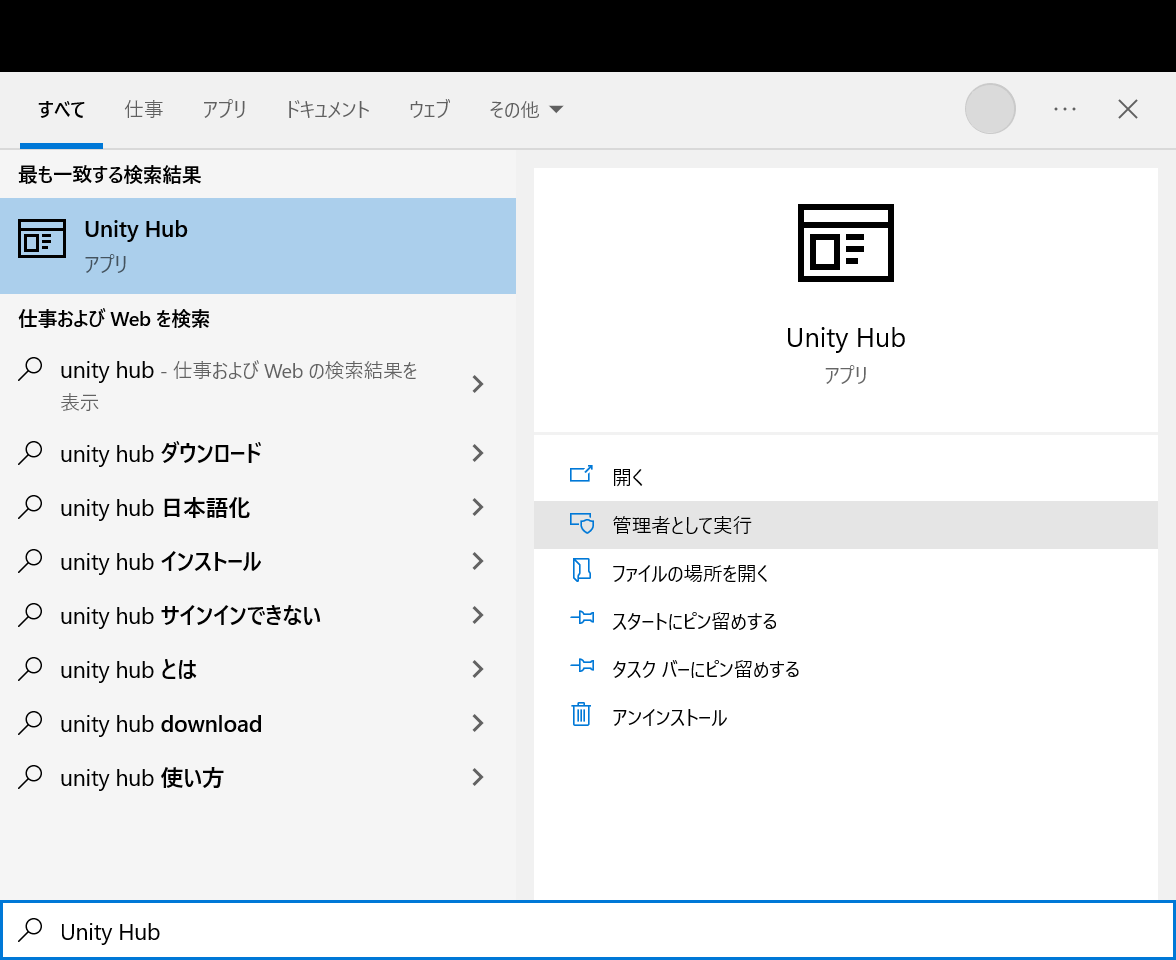 すべて 仕事 アプリ ドキュメント ウェブ その他
最も一致する検索結果
Unity Hub
アプリ
仕事および Web を検索
unity hub - 仕事および Web の検索結果を
表示
unity hub ダウンロード
unity hub 日本語化
unity hub インストール
unity hub サインインできない
unity hub とは
unity hub download
unity hub 使い方
Unity Hub
アプリ
開く
管理者として実行
ファイルの場所を開く
スタートにピン留めする
タスク バーにピン留めする
アンインストール
Unity Hub